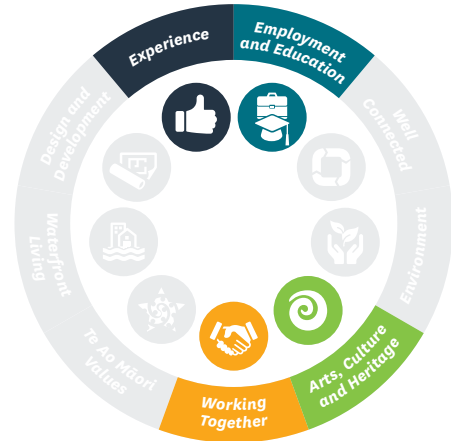 Experience
Employment
and Education
Well
Connected
Environment
Arts, Culture
and Heritage
Working
Together
Te Ao Māori
Values
Waterfront
Living
Design and
Development